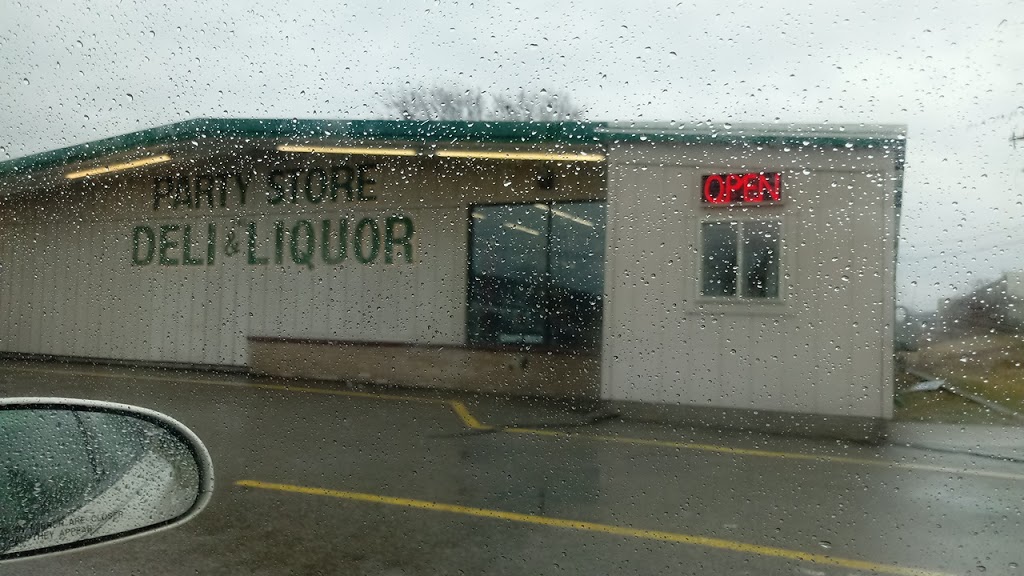 PARTY STORE
DELI & LIQUOR
OPEN